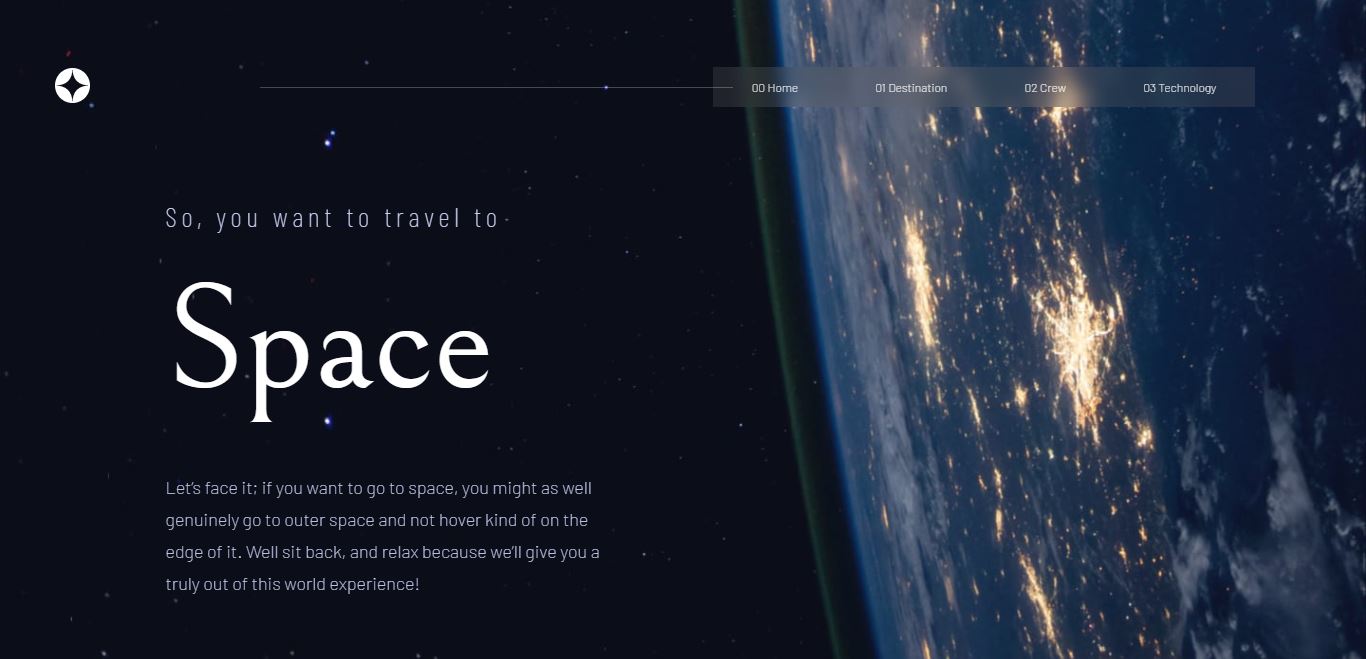 00 Home 01 Destination 02 Crew 03 Technology
So, you want to travel to
Space
Let's face it; if you want to go to space, you might as well
genuinely go to outer space and not hover kind of on the
edge of it. Well sit back, and relax because we'll give you a
truly out of this world experience!